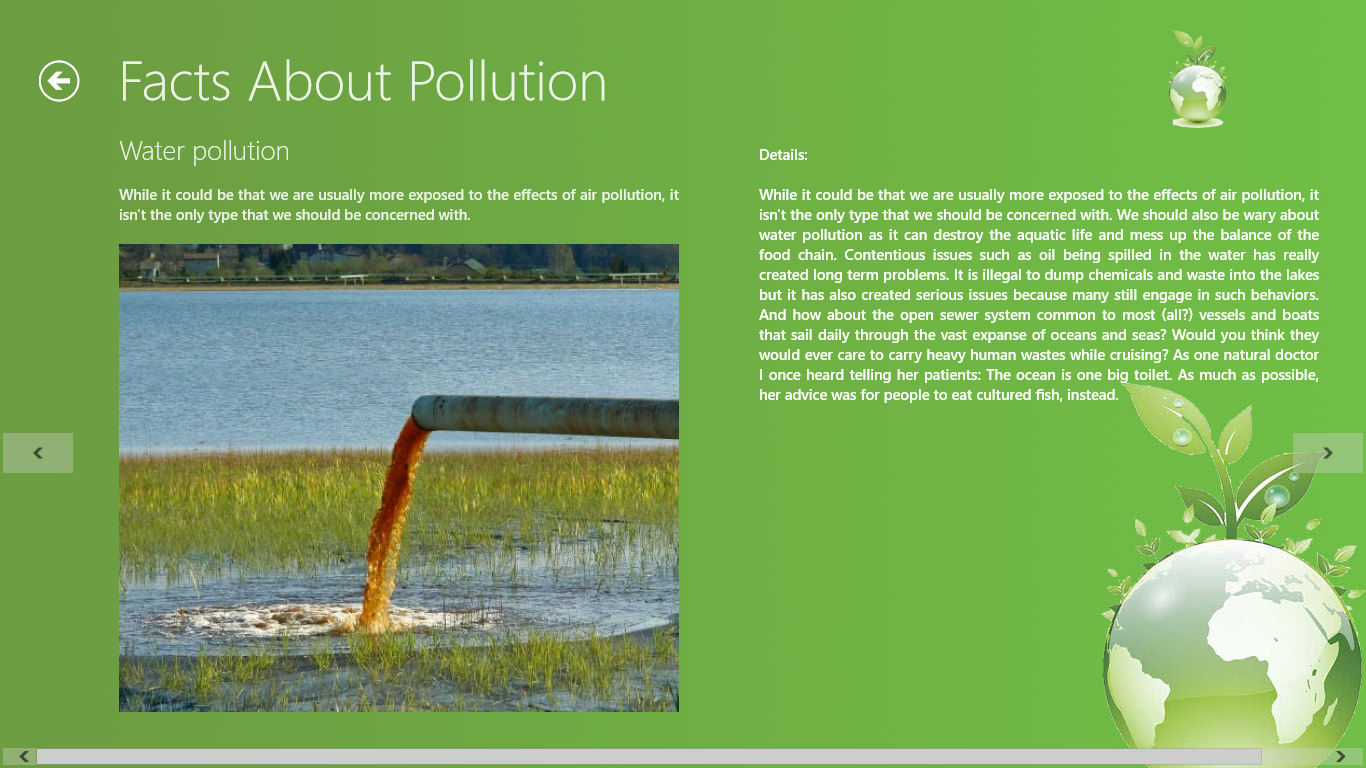 Facts About Pollution
Water pollution
While it could be that we are usually more exposed to the effects of air pollution, it
isn't the only type that we should be concerned with.
Details:
While it could be that we are usually more exposed to the effects of air pollution, it
isn't the only type that we should be concerned with. We should also be wary about
water pollution as it can destroy the aquatic life and mess up the balance of the
food chain. Contentious issues such as oil being spilled in the water has really
created long term problems. It is illegal to dump chemicals and waste into the lakes
but it has also created serious issues because many still engage in such behaviors.
And how about the open sewer system common to most (all?) vessels and boats
that sail daily through the vast expanse of oceans and seas? Would you think they
would ever care to carry heavy human wastes while cruising? As one natural doctor
I once heard telling her patients: The ocean is one big toilet. As much as possible,
her advice was for people to eat cultured fish, instead.